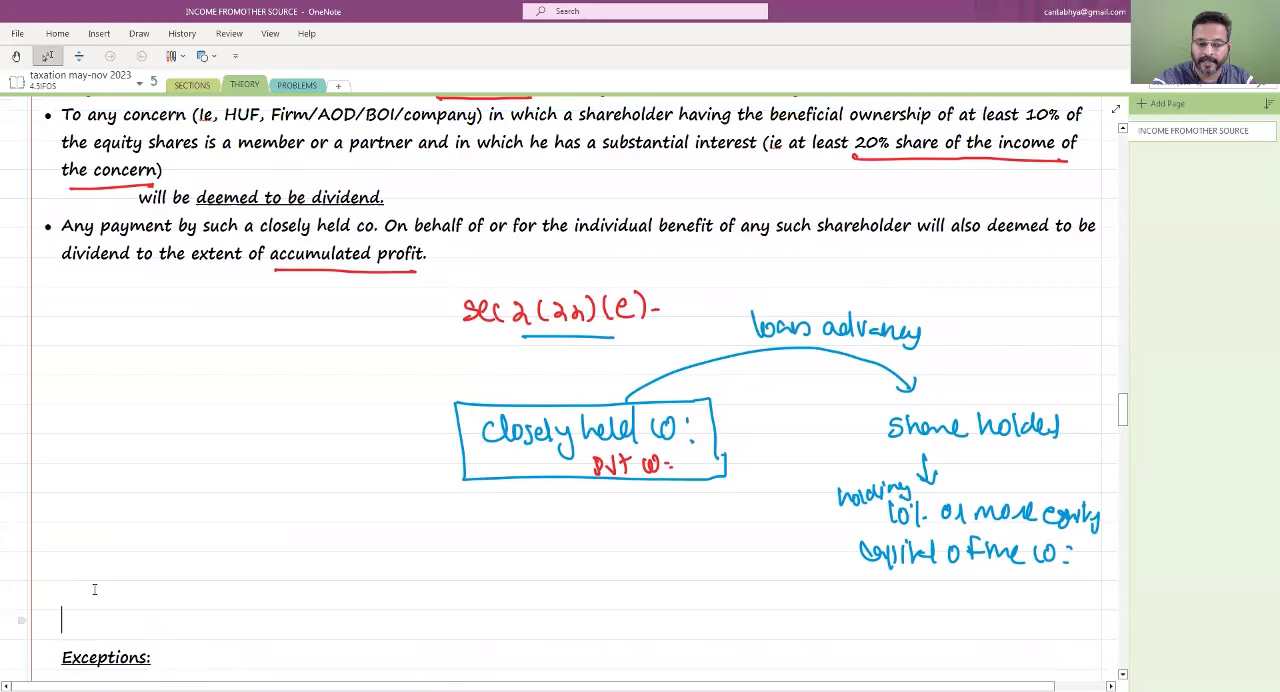 INCOME FROMOTHER SOURCE - OneNote
Search
cantabhya@gmail.com
File Home Insert Draw History Review View Help
taxation may-nov 2023
4.5IFOS
SECTIONS THEORY PROBLEMS
Add Page
INCOME FROMOTHER SOURCE
• To any concern (ie, HUF, Firm/AOD/BOI/company) in which a shareholder having the beneficial ownership of at least 10% of
the equity shares is a member or a partner and in which he has a substantial interest (ie at least 20% share of the income of
the concern)
will be deemed to be dividend.
• Any payment by such a closely held co. On behalf of or for the individual benefit of any such shareholder will also deemed to be
dividend to the extent of accumulated profit.
sec 2(22)(e)-
loans advancy
closely held co:
pvt co:
share holder
holding
10% or more equity
capital of the co:
Exceptions: